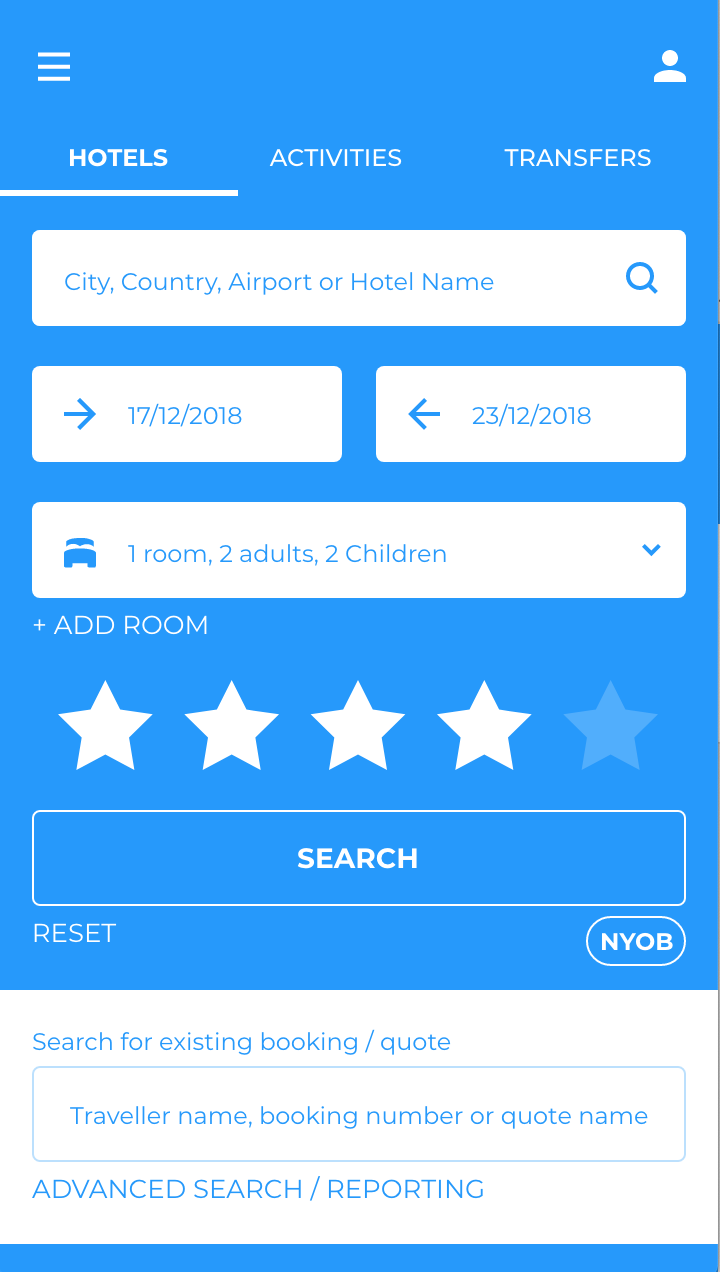 HOTELS ACTIVITIES TRANSFERS
City, Country, Airport or Hotel Name
17/12/2018 23/12/2018
1 room, 2 adults, 2 Children
+ ADD ROOM
SEARCH
RESET NYOB
Search for existing booking / quote
Traveller name, booking number or quote name
ADVANCED SEARCH / REPORTING